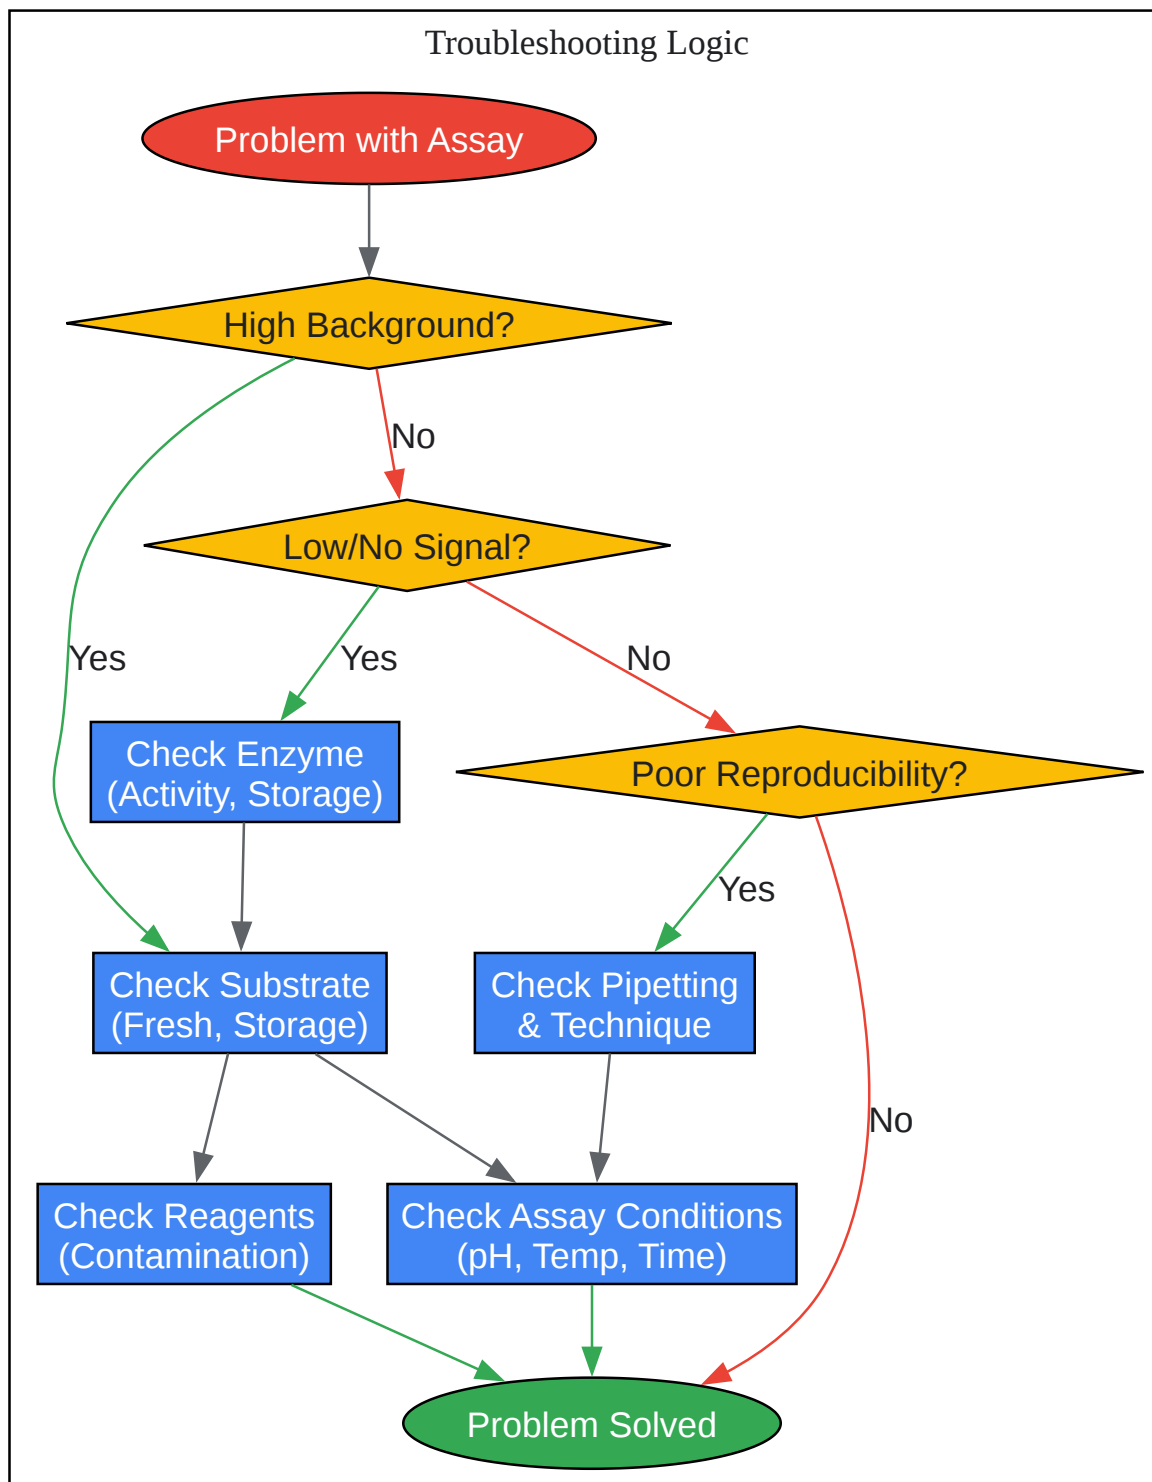 Troubleshooting Logic
Problem with Assay
High Background?
No
Low/No Signal?
Yes
Yes
No
Check Enzyme
(Activity, Storage)
Poor Reproducibility?
Yes
Check Substrate
(Fresh, Storage)
Check Pipetting
& Technique
No
Check Reagents
(Contamination)
Check Assay Conditions
(pH, Temp, Time)
Problem Solved